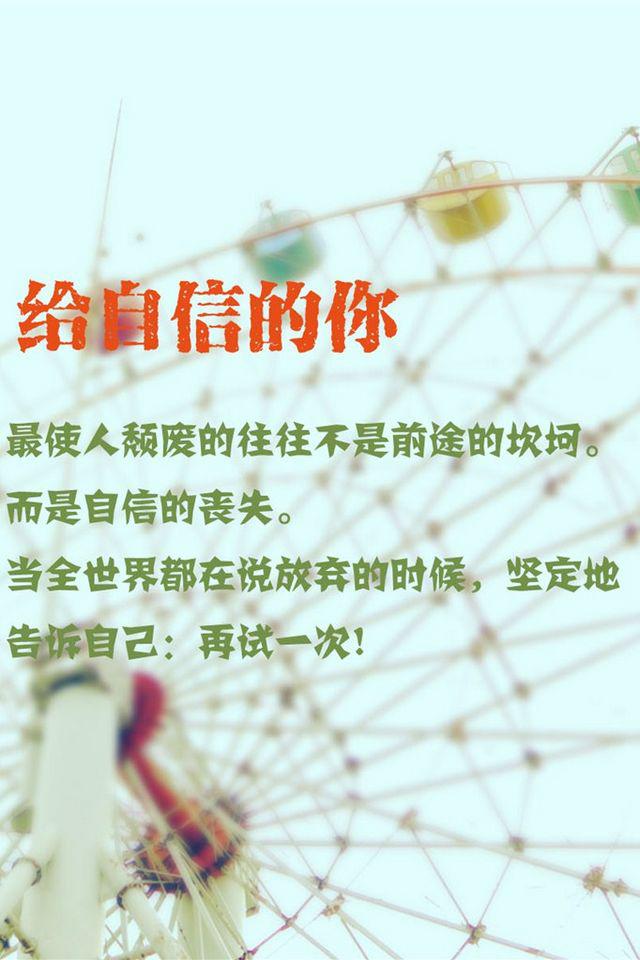 给自信的你
最使人颓废的往往不是前途的坎坷。
而是自信的丧失。
当全世界都在说放弃的时候，坚定地
告诉自己：再试一次！